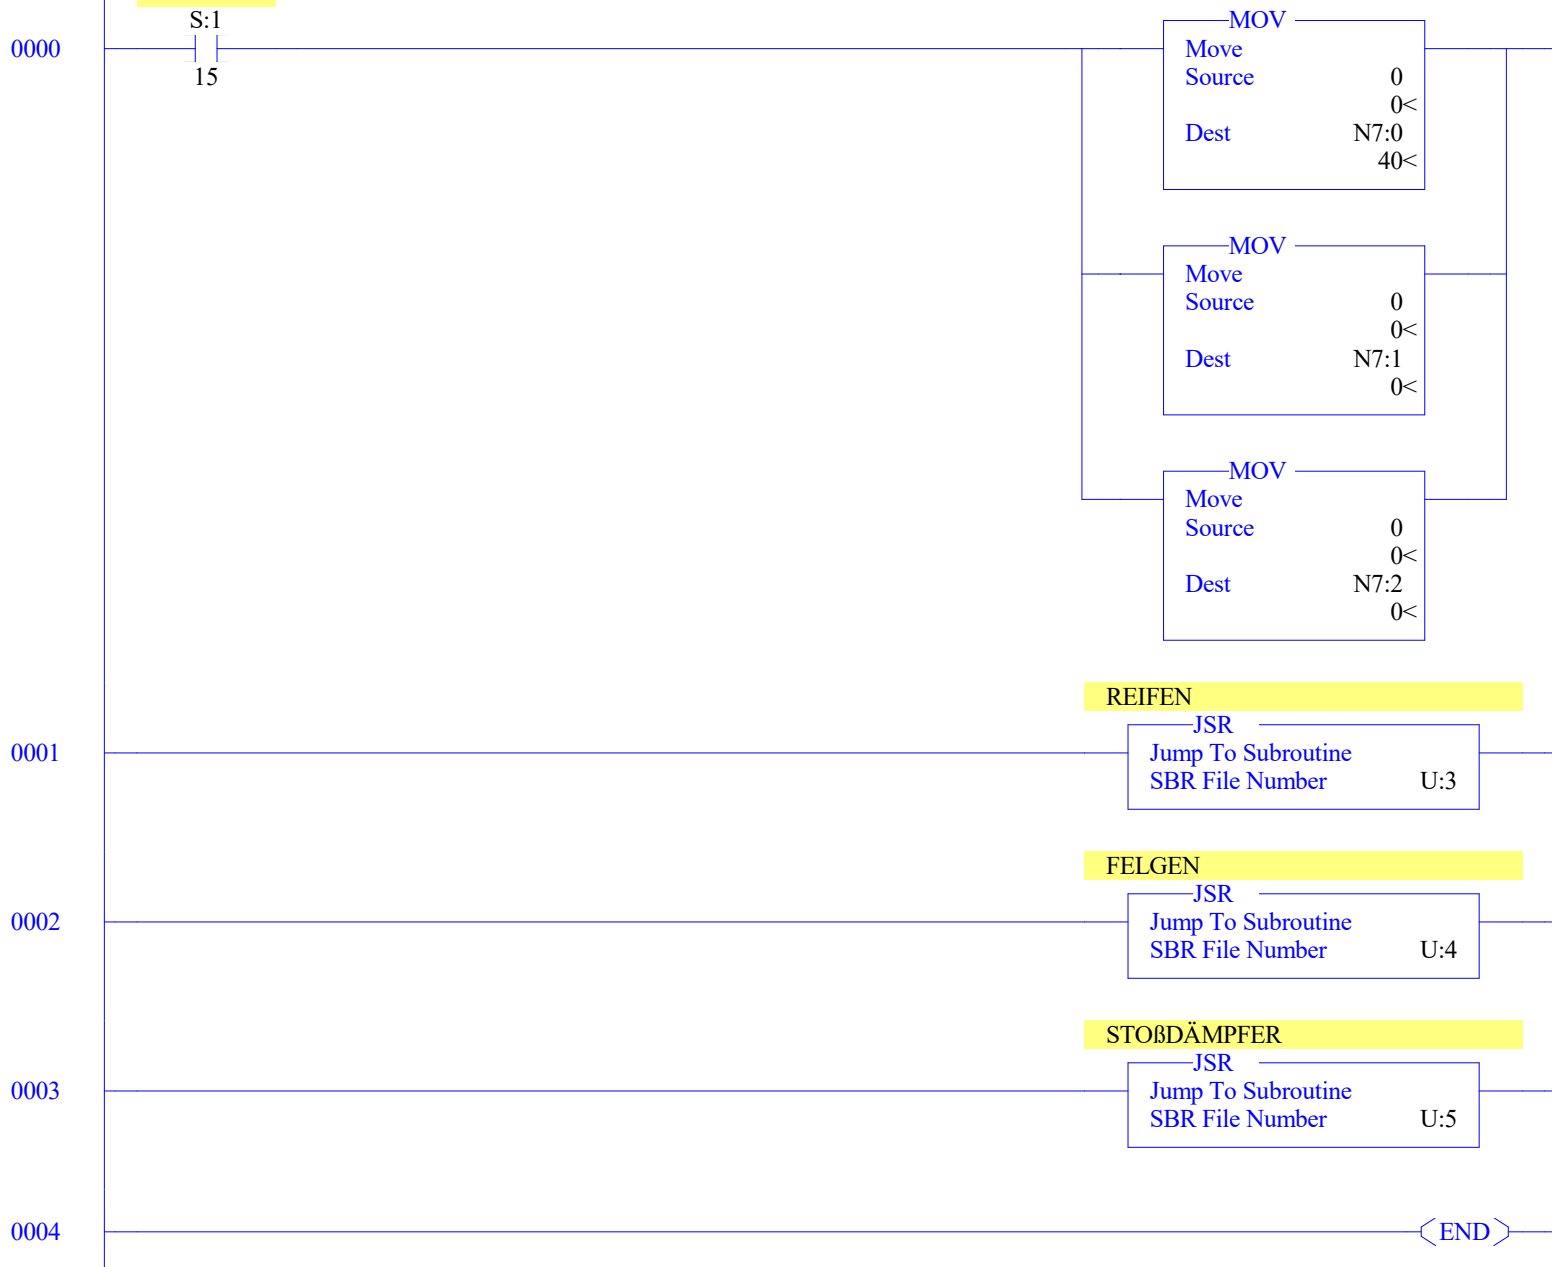 S:1
0000
15
MOV
Move
Source 0
0<
Dest N7:0
40<
MOV
Move
Source 0
0<
Dest N7:1
0<
MOV
Move
Source 0
0<
Dest N7:2
0<
REIFEN
JSR
0001
Jump To Subroutine
SBR File Number U:3
FELGEN
JSR
0002
Jump To Subroutine
SBR File Number U:4
STOßDÄMPFER
JSR
0003
Jump To Subroutine
SBR File Number U:5
0004
END